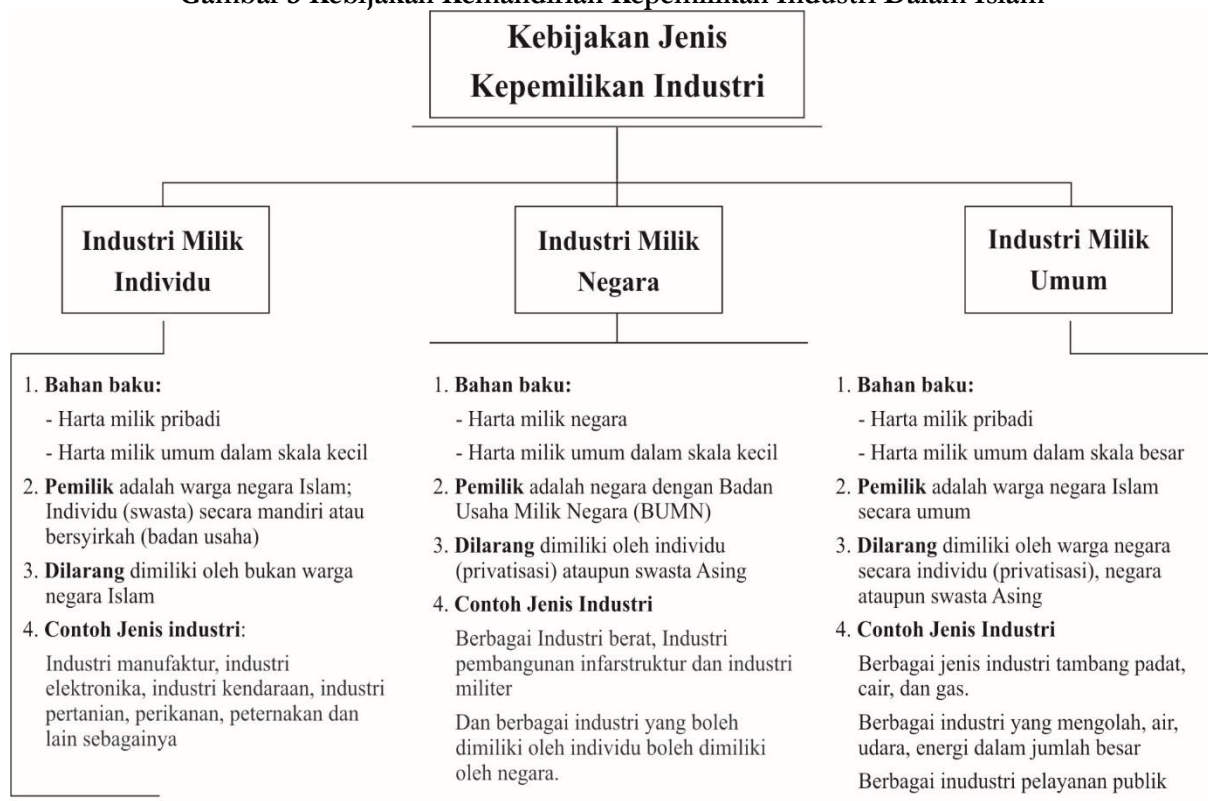 Gambar 3 Kebijakan Kemandirian Kepemilikan Industri Dalam Islam
Kebijakan Jenis
Kepemilikan Industri
Industri Milik
Individu
1. Bahan baku:
- Harta milik pribadi
- Harta milik umum dalam skala kecil
2. Pemilik adalah warga negara Islam;
Individu (swasta) secara mandiri atau
bersyirkah (badan usaha)
3. Dilarang dimiliki oleh bukan warga
negara Islam
4. Contoh Jenis industri:
Industri manufaktur, industri
elektronika, industri kendaraan, industri
pertanian, perikanan, peternakan dan
lain sebagainya
Industri Milik
Negara
1. Bahan baku:
- Harta milik negara
- Harta milik umum dalam skala kecil
2. Pemilik adalah negara dengan Badan
Usaha Milik Negara (BUMN)
3. Dilarang dimiliki oleh individu
(privatisasi) ataupun swasta Asing
4. Contoh Jenis Industri
Berbagai Industri berat, Industri
pembangunan infarstruktur dan industri
militer
Dan berbagai industri yang boleh
dimiliki oleh individu boleh dimiliki
oleh negara.
Industri Milik
Umum
1. Bahan baku:
- Harta milik pribadi
- Harta milik umum dalam skala besar
2. Pemilik adalah warga negara Islam
secara umum
3. Dilarang dimiliki oleh warga negara
secara individu (privatisasi), negara
ataupun swasta Asing
4. Contoh Jenis Industri
Berbagai jenis industri tambang padat,
cair, dan gas.
Berbagai industri yang mengolah, air,
udara, energi dalam jumlah besar
Berbagai inudustri pelayanan publik